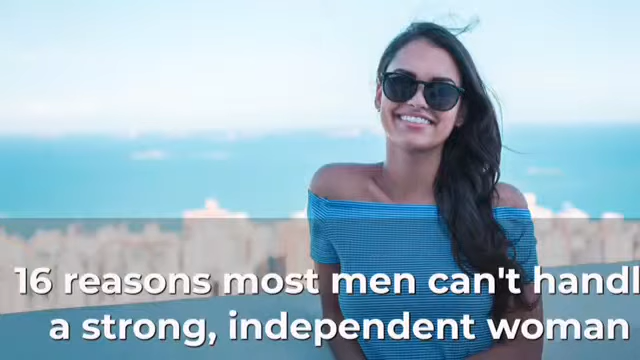 16 reasons most men can't handl
a strong, independent woman